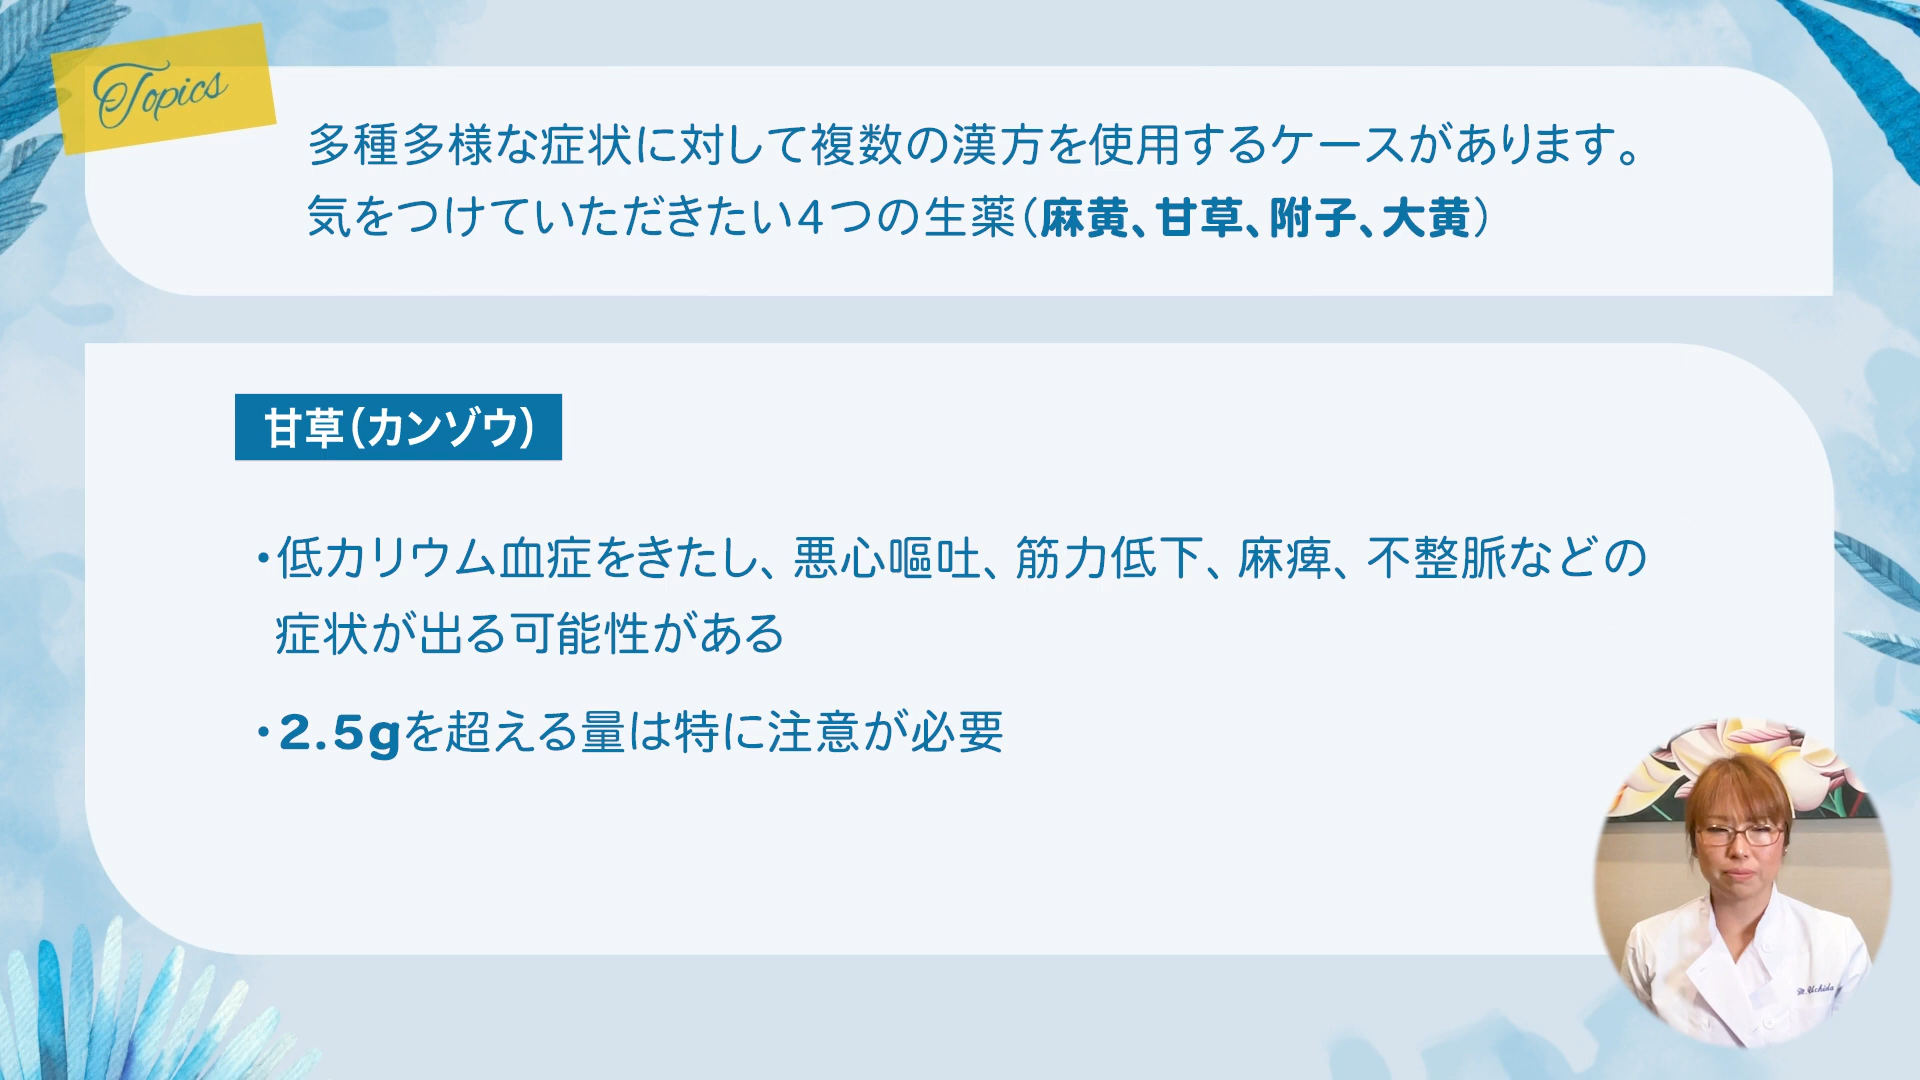 Topics
多種多様な症状に対して複数の漢方を使用するケースがあります。
気をつけていただきたい4つの生薬（麻黄、甘草、附子、大黄）
甘草（カンゾウ）
・低カリウム血症をきたし、悪心嘔吐、筋力低下、麻痺、不整脈などの
症状が出る可能性がある
・2.5gを超える量は特に注意が必要
M.Uchida